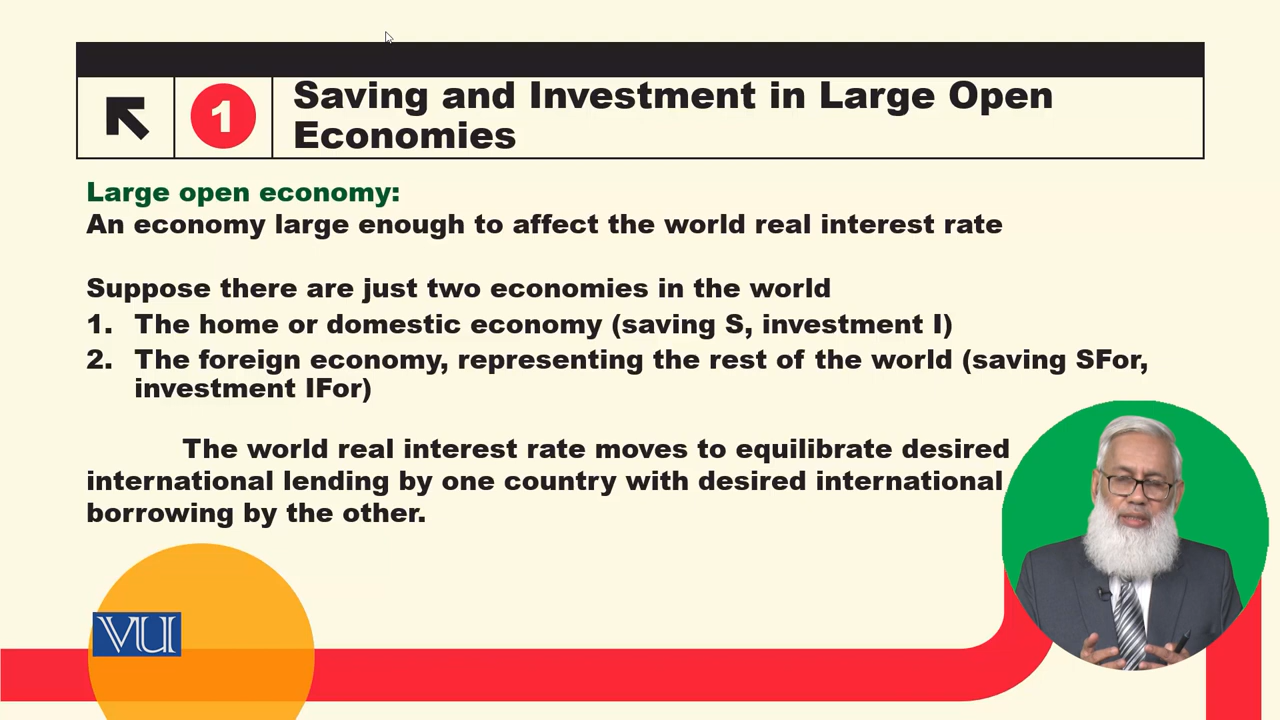 1
Saving and Investment in Large Open
Economies
Large open economy:
An economy large enough to affect the world real interest rate
Suppose there are just two economies in the world
1. The home or domestic economy (saving S, investment I)
2. The foreign economy, representing the rest of the world (saving SFor,
investment IFor)
The world real interest rate moves to equilibrate desired
international lending by one country with desired international
borrowing by the other.
VU